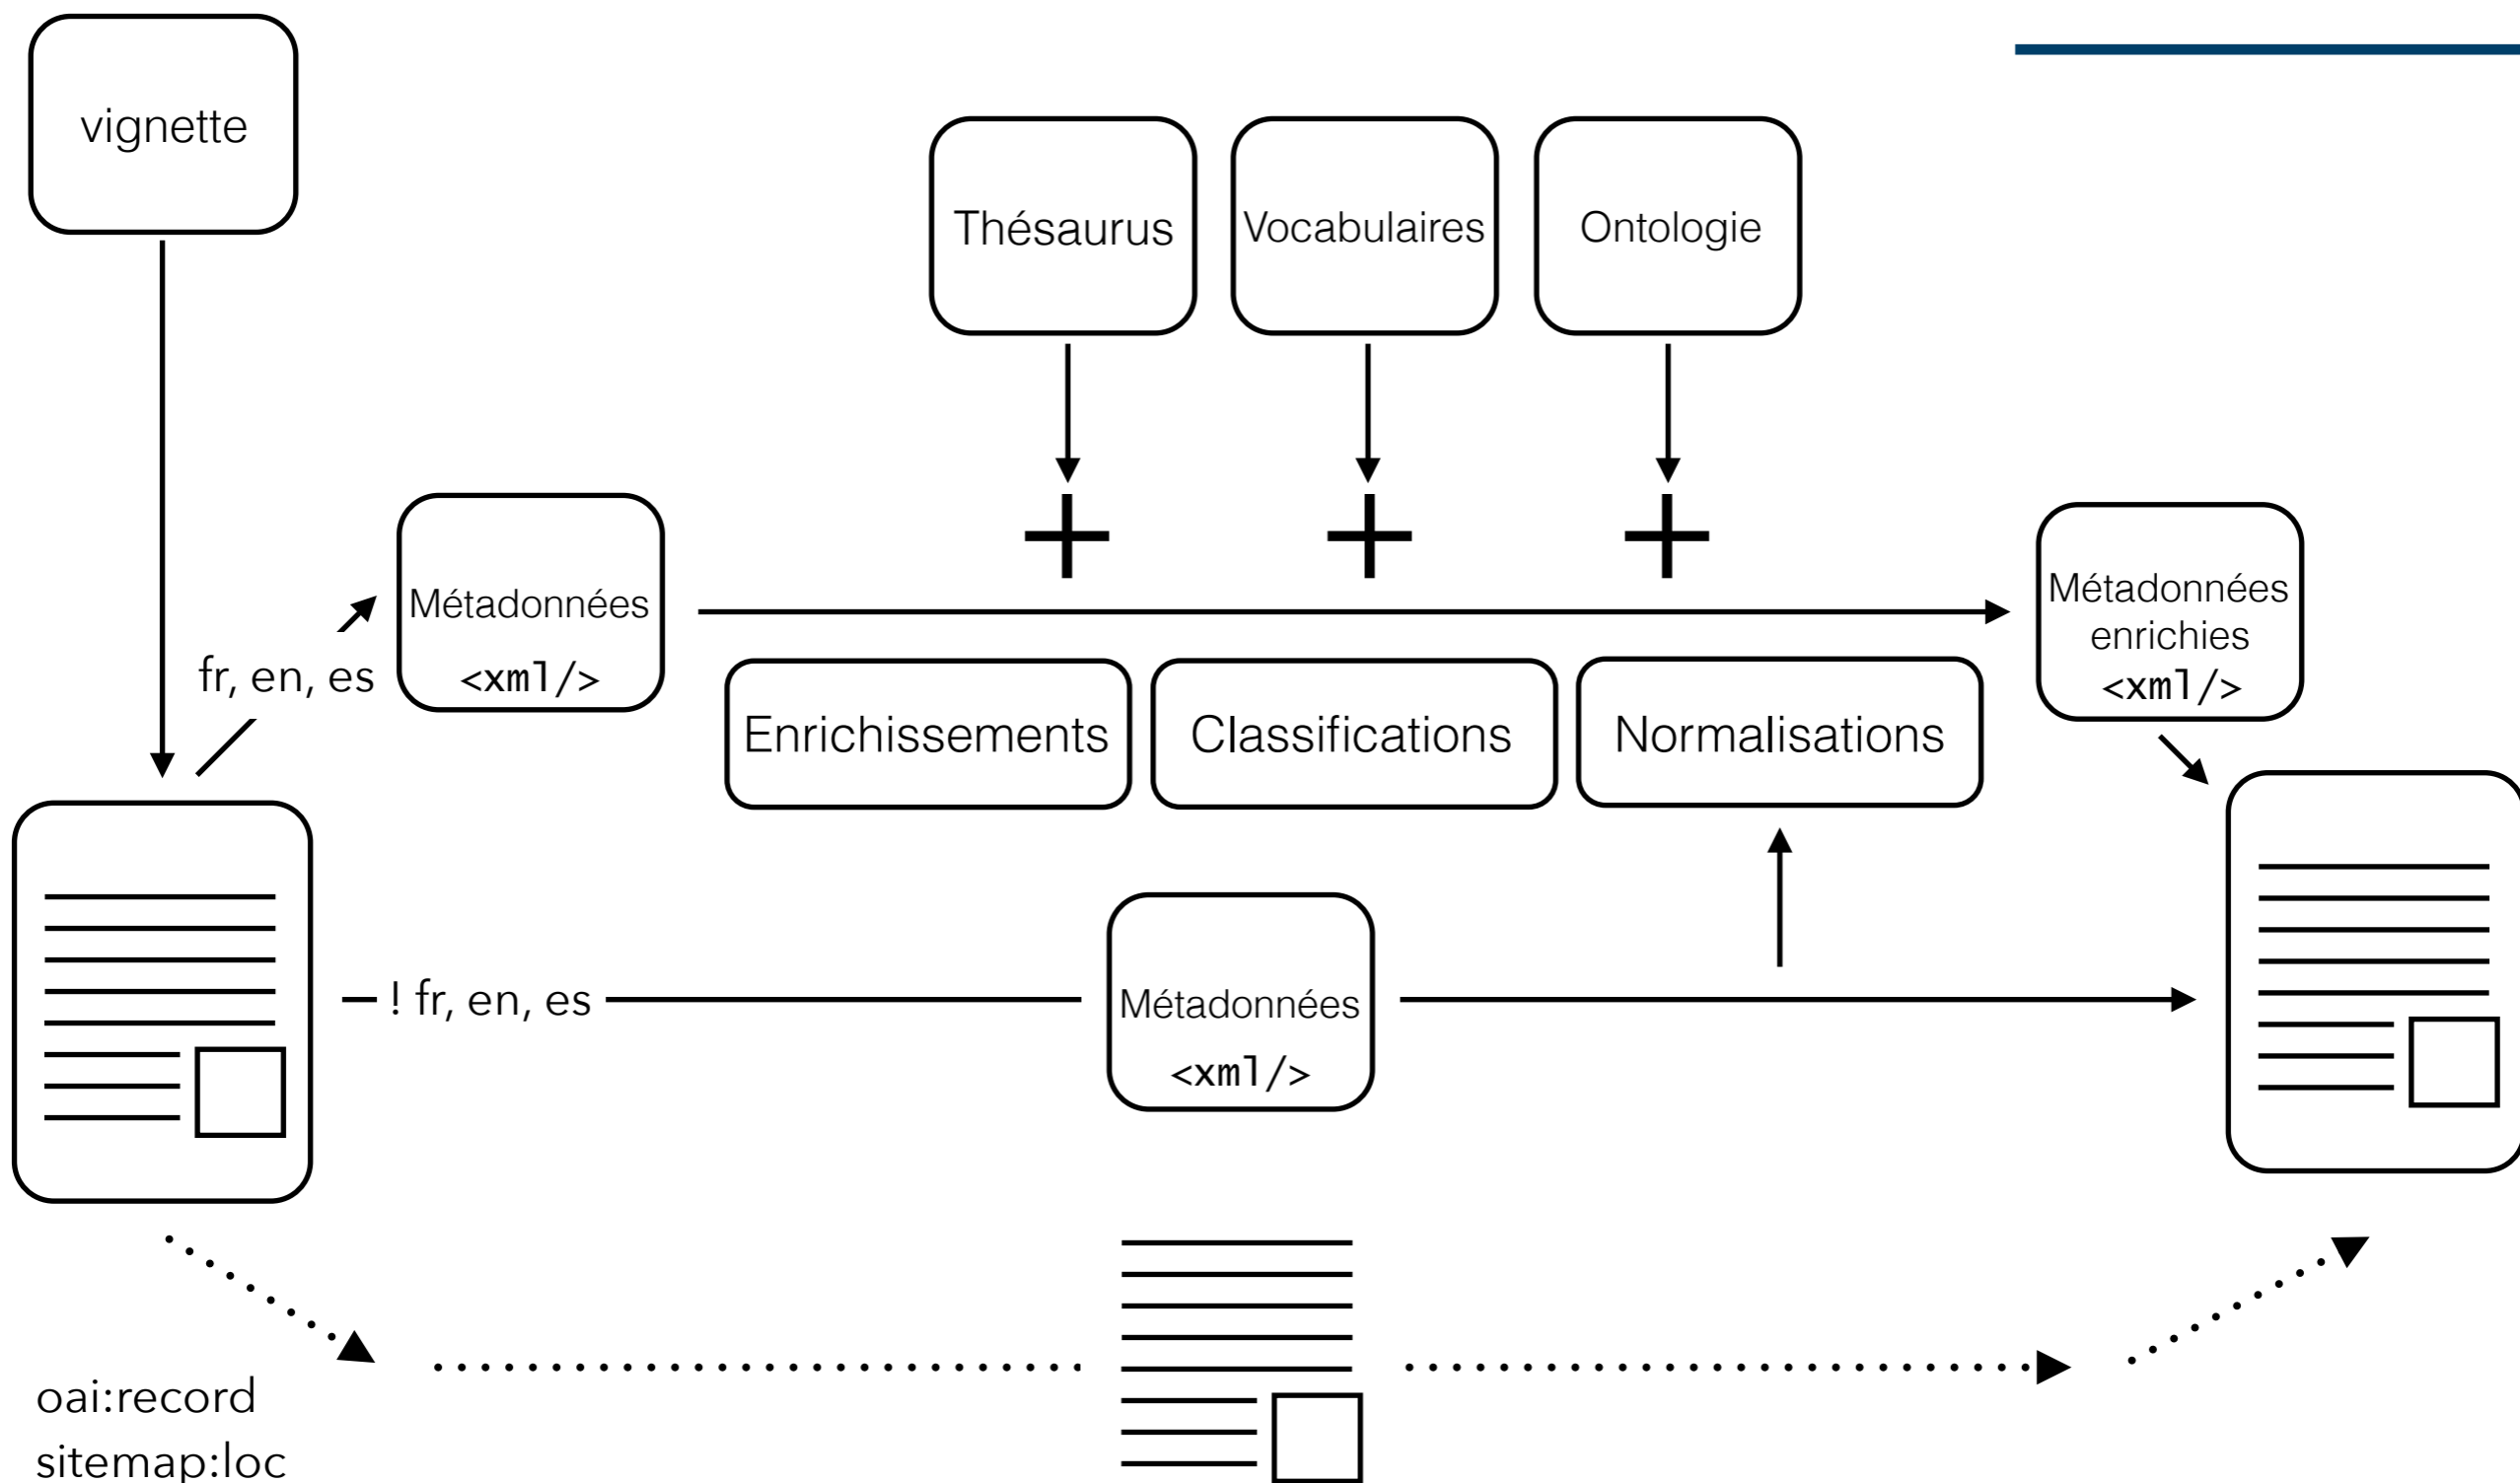 vignette
Thésaurus
Vocabulaires
Ontologie
Métadonnées
<xml/>
Métadonnées
enrichies
<xml/>
fr, en, es
Enrichissements
Classifications
Normalisations
! fr, en, es
Métadonnées
<xml/>
oai:record
sitemap:loc